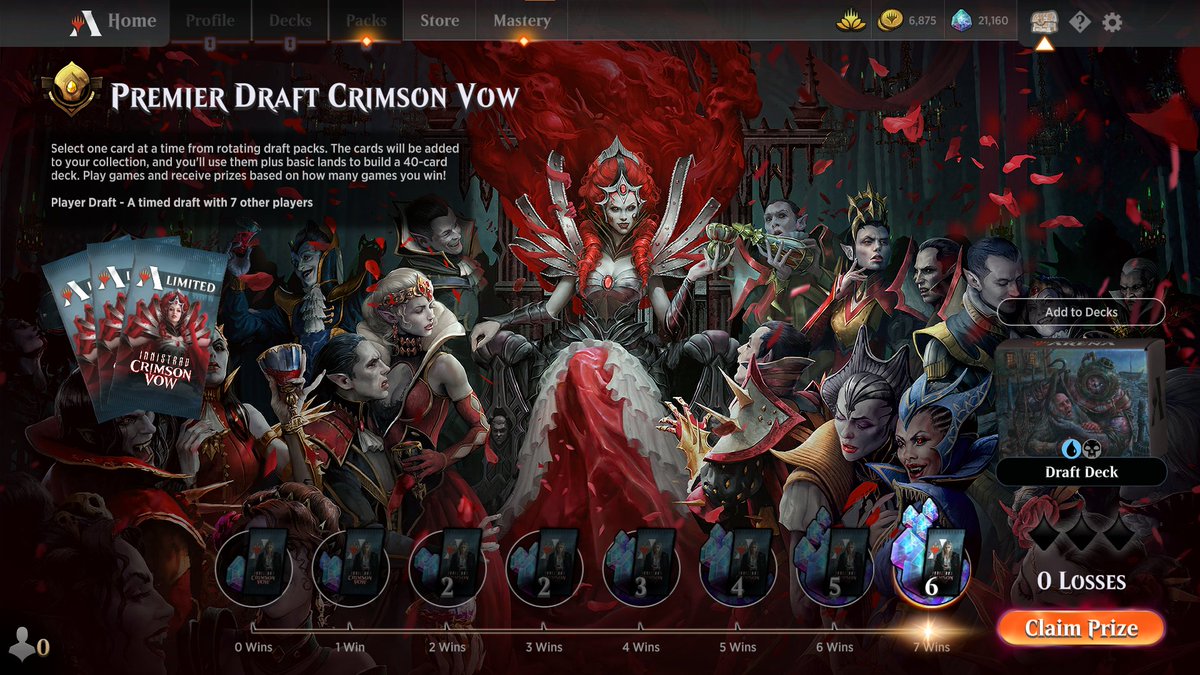 Home
Profile
Decks
Packs
Store
Mastery
6,875
21,160
PREMIER DRAFT CRIMSON VOW
Select one card at a time from rotating draft packs. The cards will be added
to your collection, and you'll use them plus basic lands to build a 40-card
deck. Play games and receive prizes based on how many games you win!
Player Draft - A timed draft with 7 other players
LIMITED
INNISTRAD
CRIMSON
VOW
Add to Decks
Draft Deck
2
2
3
4
5
6
0 LOSSES
Claim Prize
0
0 Wins
1 Win
2 Wins
3 Wins
4 Wins
5 Wins
6 Wins
7 Wins